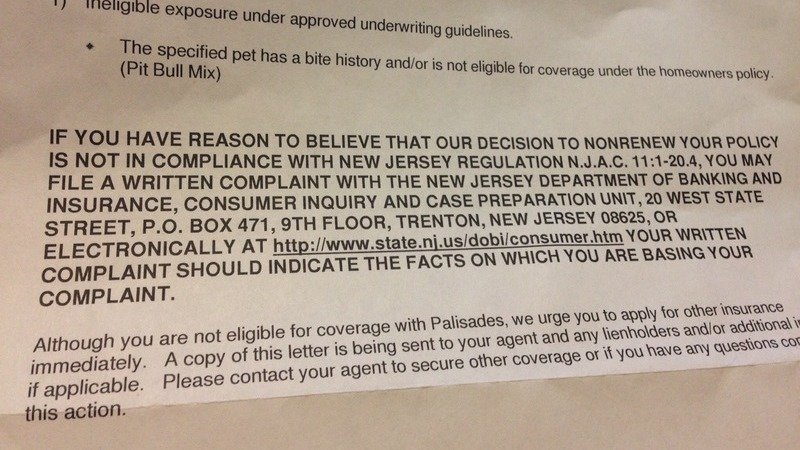 1) Ineligible exposure under approved underwriting guidelines.
• The specified pet has a bite history and/or is not eligible for coverage under the homeowners policy.
(Pit Bull Mix)
IF YOU HAVE REASON TO BELIEVE THAT OUR DECISION TO NONRENEW YOUR POLICY
IS NOT IN COMPLIANCE WITH NEW JERSEY REGULATION N.J.A.C. 11:1-20.4, YOU MAY
FILE A WRITTEN COMPLAINT WITH THE NEW JERSEY DEPARTMENT OF BANKING AND
INSURANCE, CONSUMER INQUIRY AND CASE PREPARATION UNIT, 20 WEST STATE
STREET, P.O. BOX 471, 9TH FLOOR, TRENTON, NEW JERSEY 08625, OR
ELECTRONICALLY AT http://www.state.nj.us/dobi/consumer.htm YOUR WRITTEN
COMPLAINT SHOULD INDICATE THE FACTS ON WHICH YOU ARE BASING YOUR
COMPLAINT.
Although you are not eligible for coverage with Palisades, we urge you to apply for other insurance
immediately. A copy of this letter is being sent to your agent and any lienholders and/or additional
if applicable. Please contact your agent to secure other coverage or if you have any questions
this action.